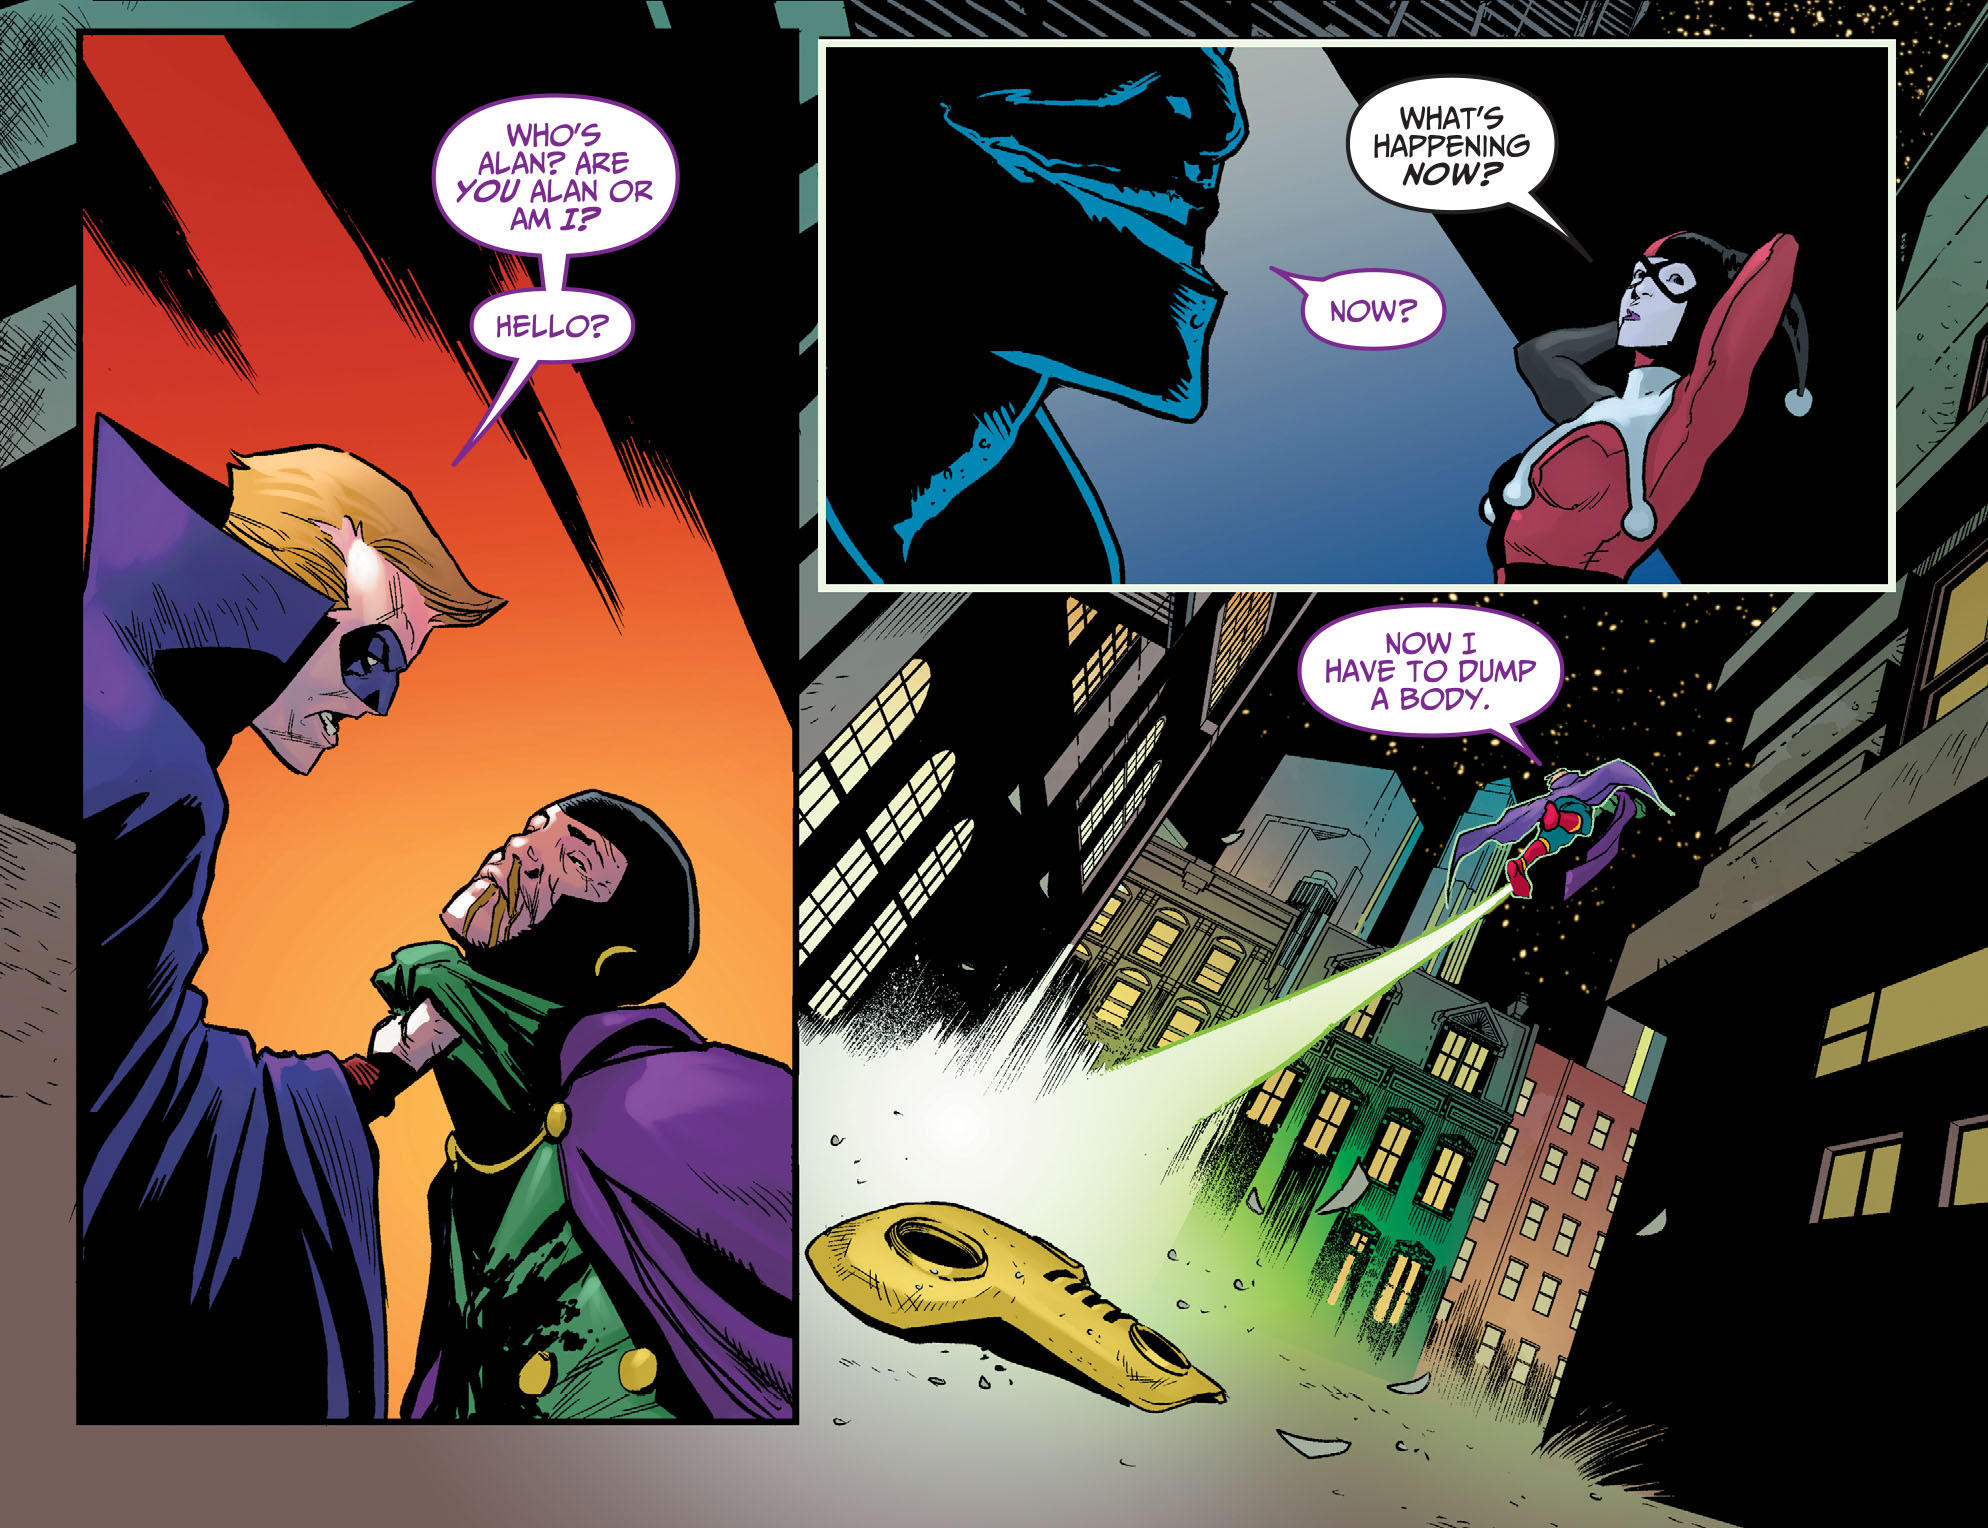 WHO'S
ALAN? ARE
YOU ALAN OR
AM I?
HELLO?
WHAT'S
HAPPENING
NOW?
NOW?
NOW I
HAVE TO DUMP
A BODY.